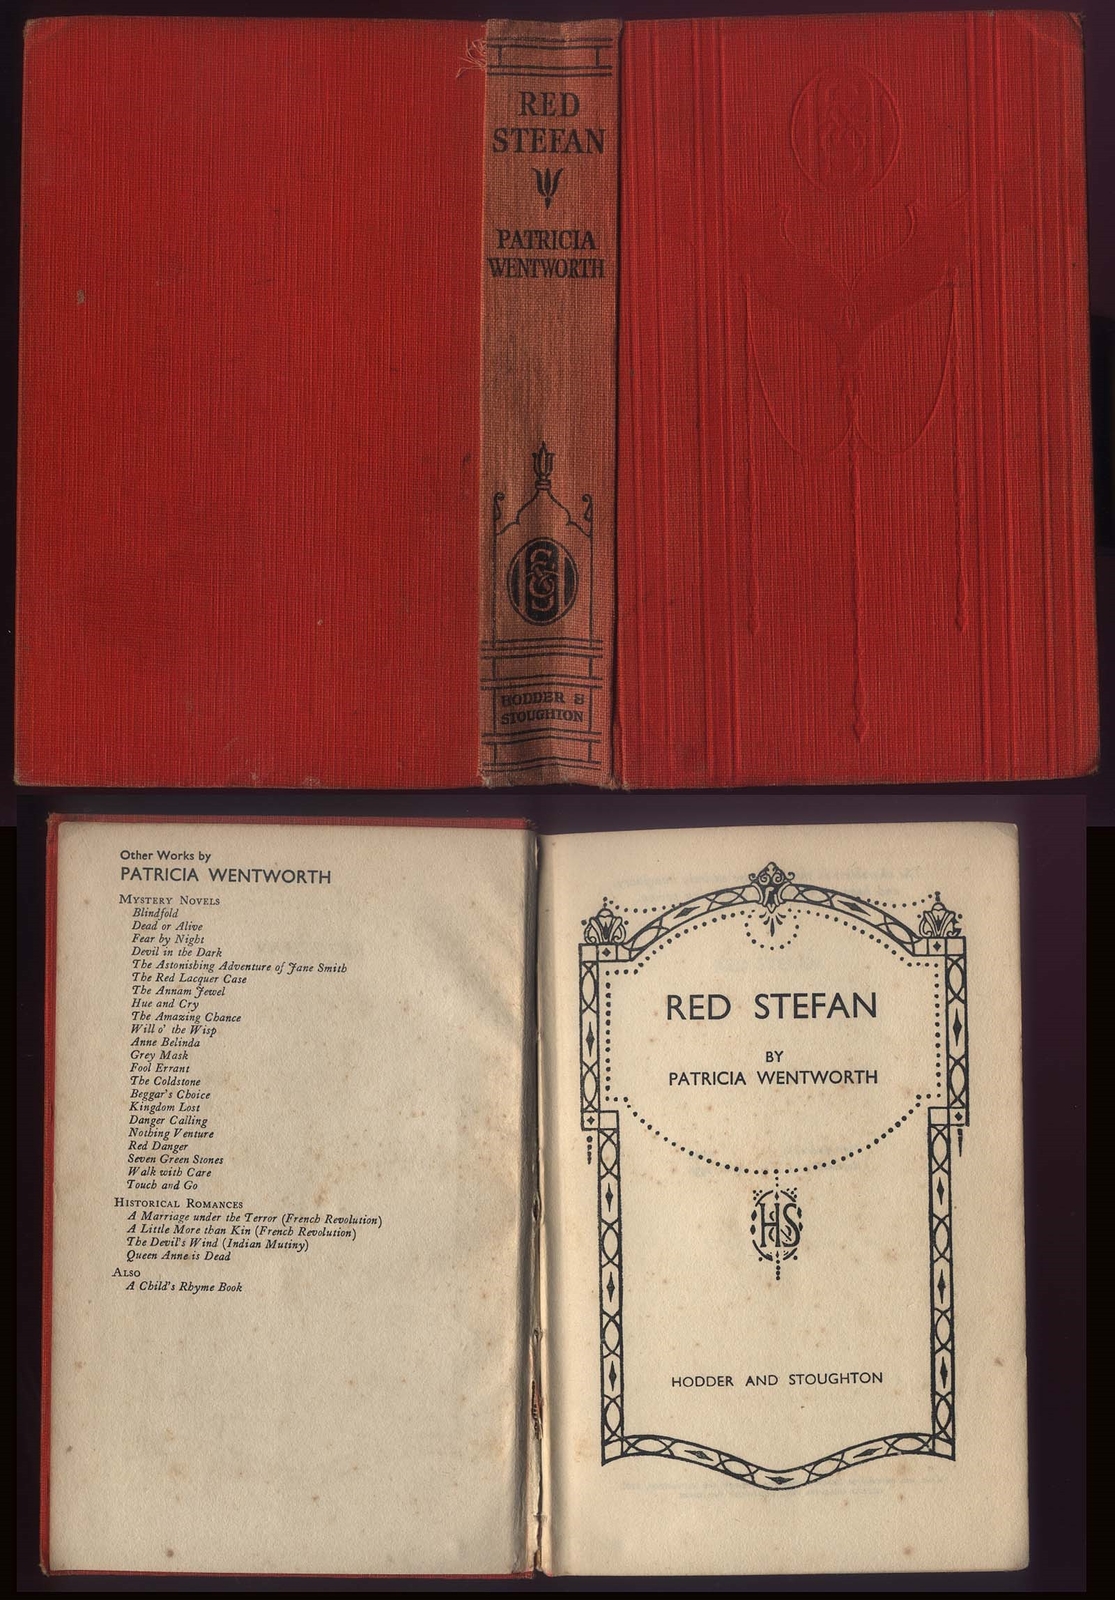 RED
STEFAN
PATRICIA
WENTWORTH
HODDER &
STOUGHTON
Other Works by
PATRICIA WENTWORTH
MYSTERY NOVELS
Blindfold
Dead or Alive
Fear by Night
Devil in the Dark
The Astonishing Adventure of Jane Smith
The Red Lacquer Case
The Annam Jewel
Hue and Cry
The Amazing Chance
Will o' the Wisp
Anne Belinda
Grey Mask
Fool Errant
The Coldstone
Beggar's Choice
Kingdom Lost
Danger Calling
Nothing Venture
Red Danger
Seven Green Stones
Walk with Care
Touch and Go
HISTORICAL ROMANCES
A Marriage under the Terror (French Revolution)
A Little More than Kin (French Revolution)
The Devil's Wind (Indian Mutiny)
Queen Anne is Dead
ALSO
A Child's Rhyme Book
RED STEFAN
BY
PATRICIA WENTWORTH
HS
HODDER AND STOUGHTON